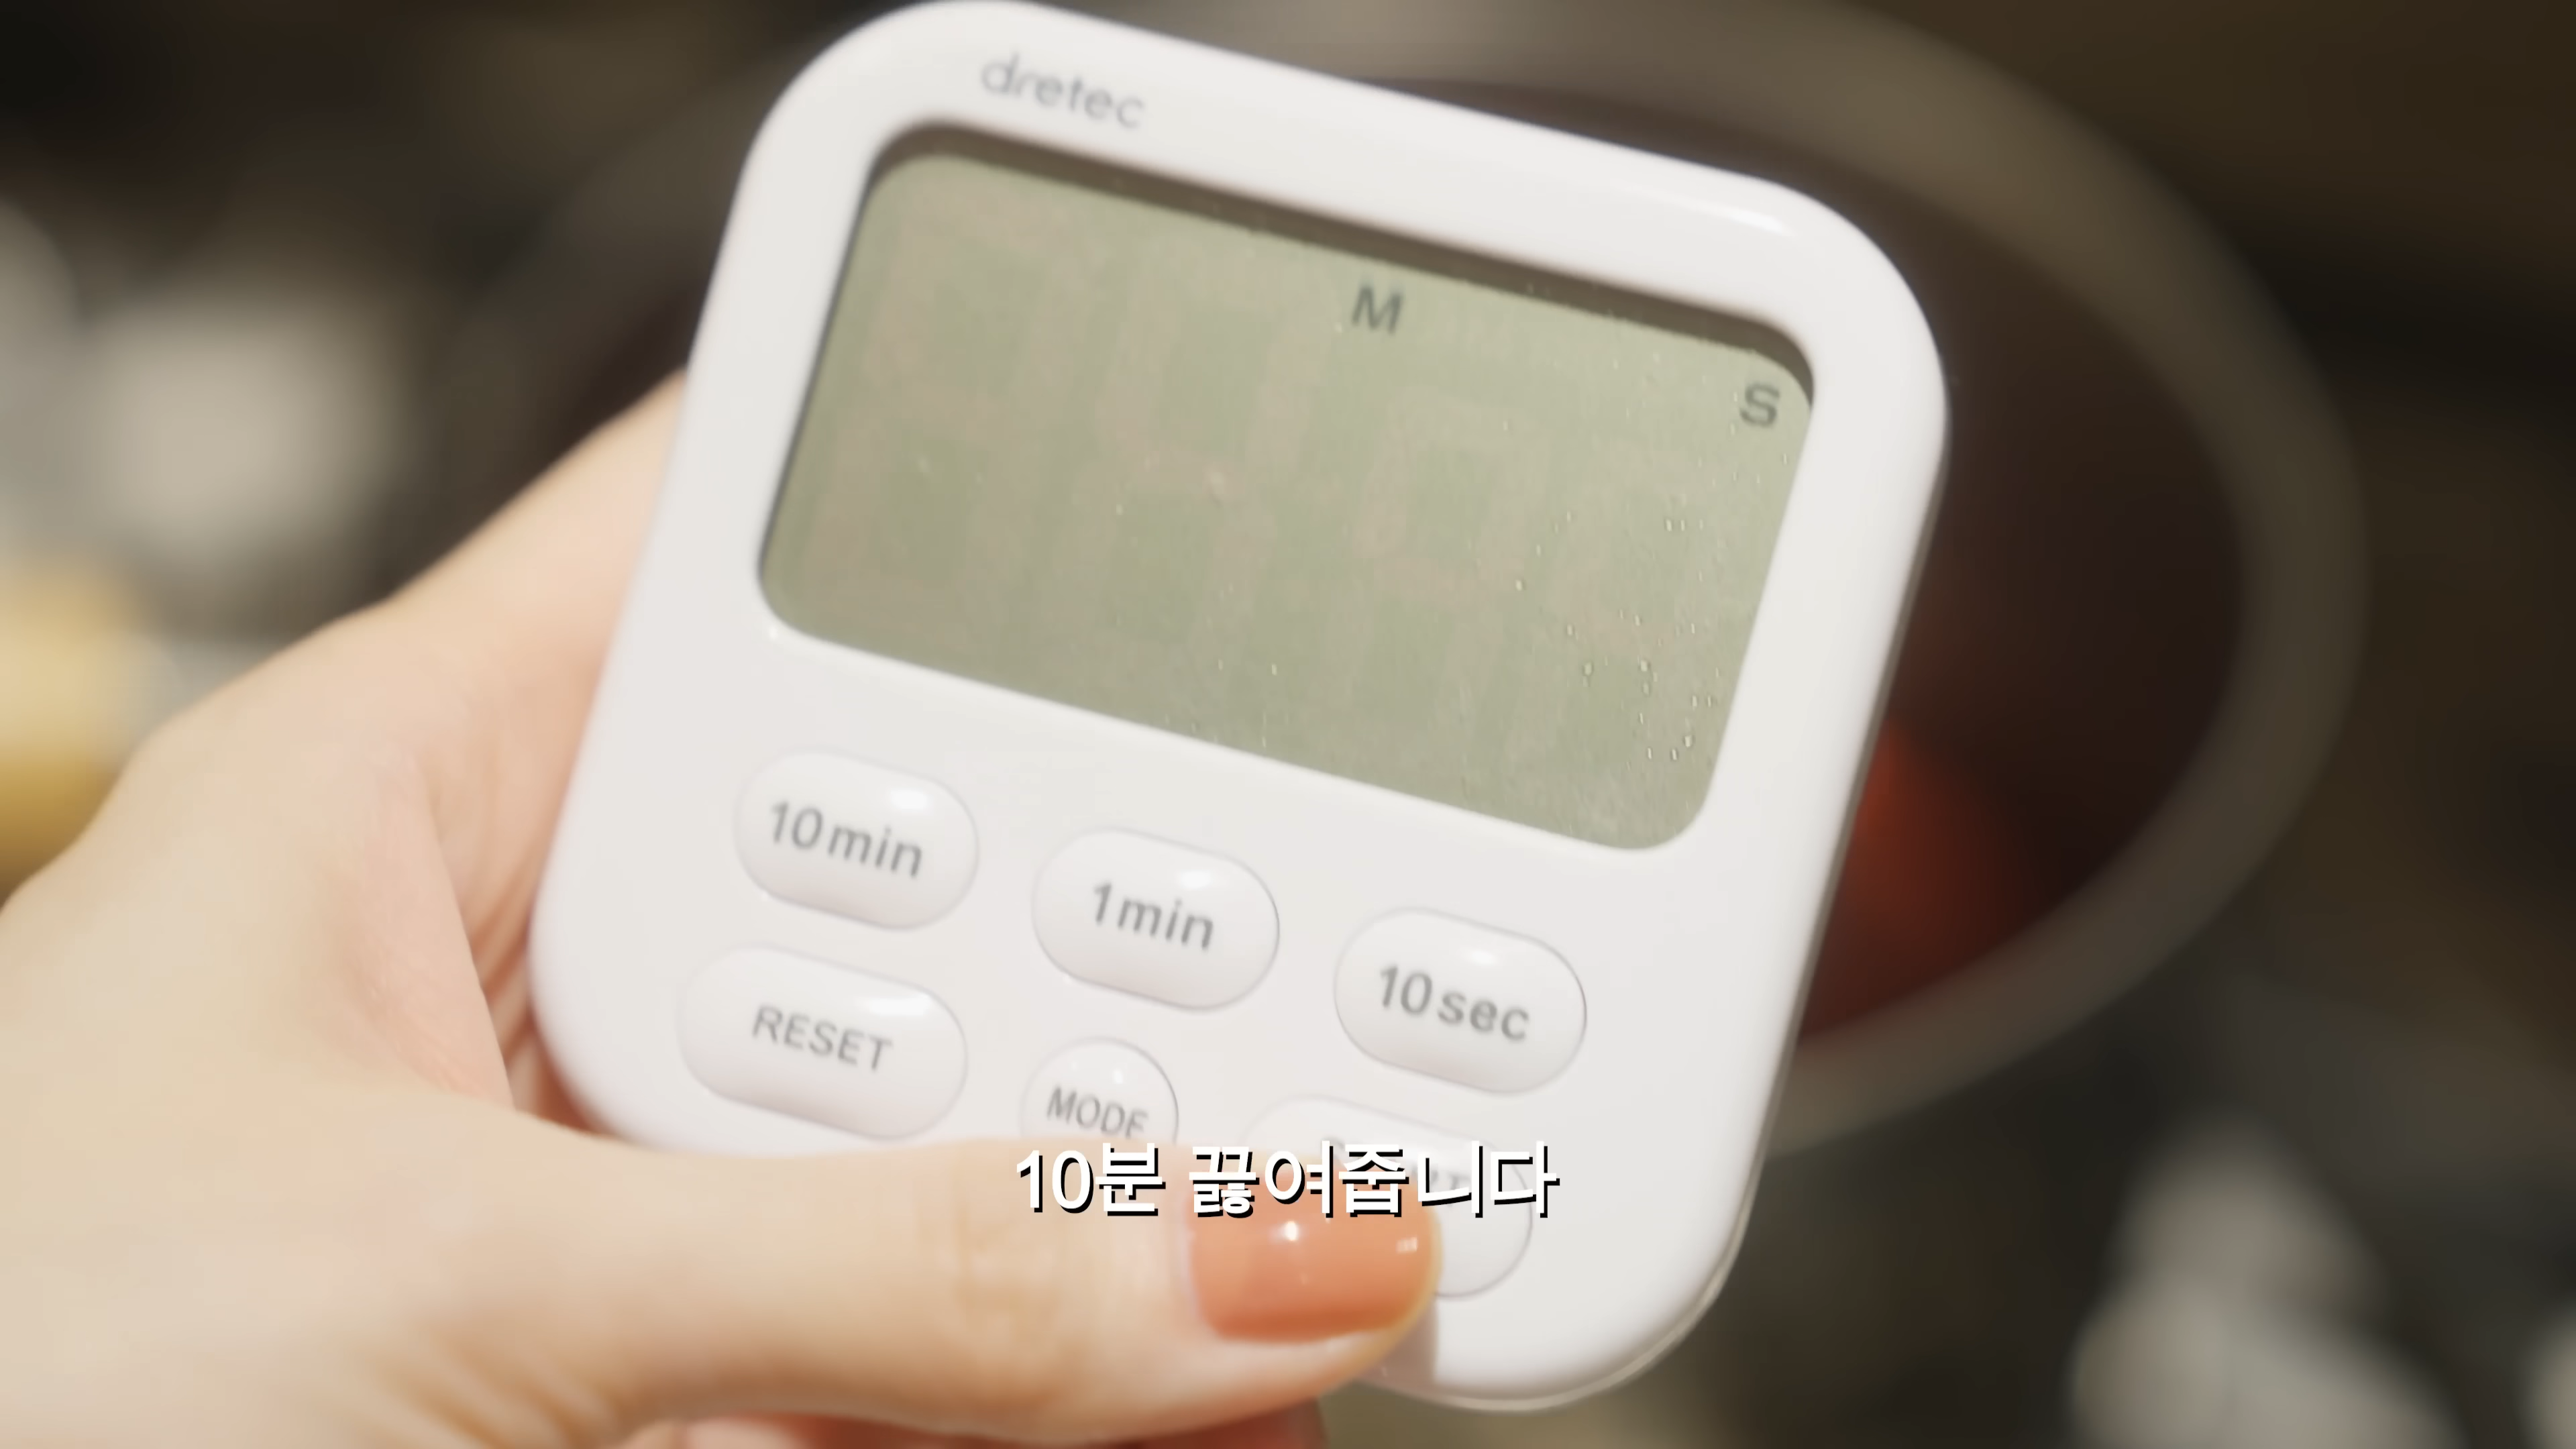 dretec
M
S
10min
1min
10sec
RESET
MODE
10분 끓여줍니다